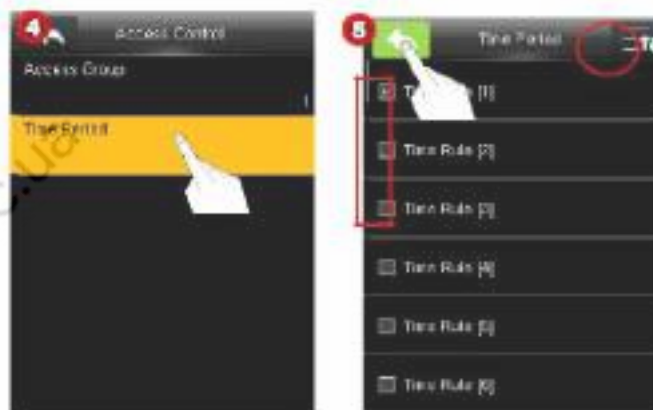 4
Access Control
Access Group
1
Time Period
5
Time Period
Time Rule [1]
Time Rule [2]
Time Rule [3]
Time Rule [4]
Time Rule [5]
Time Rule [6]